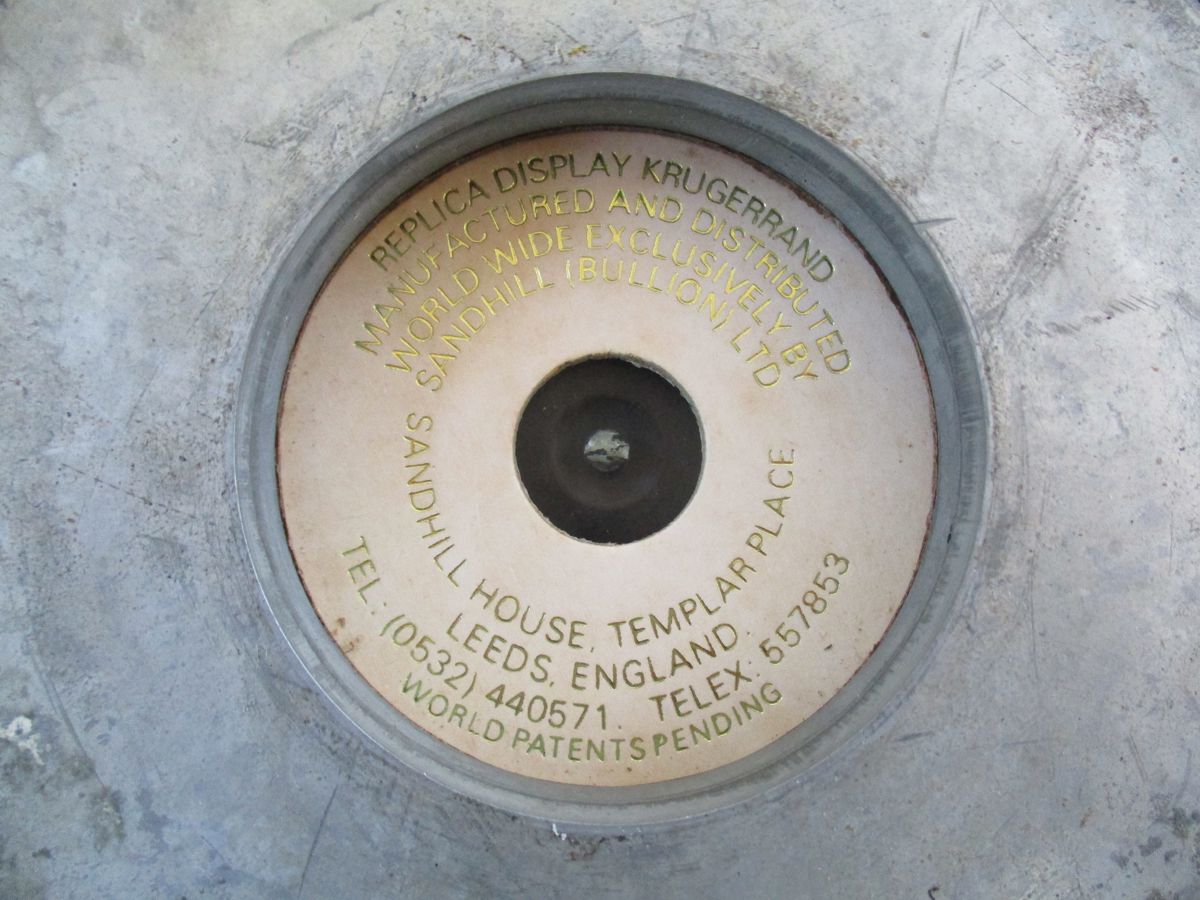 REPLICA DISPLAY KRUGERRAND
MANUFACTURED AND DISTRIBUTED
WORLD WIDE EXCLUSIVELY BY
SANDHILL (BULLION) LTD
SANDHILL HOUSE, TEMPLAR PLACE
LEEDS, ENGLAND.
TEL: (0532) 440571. TELEX: 557853
WORLD PATENTS PENDING